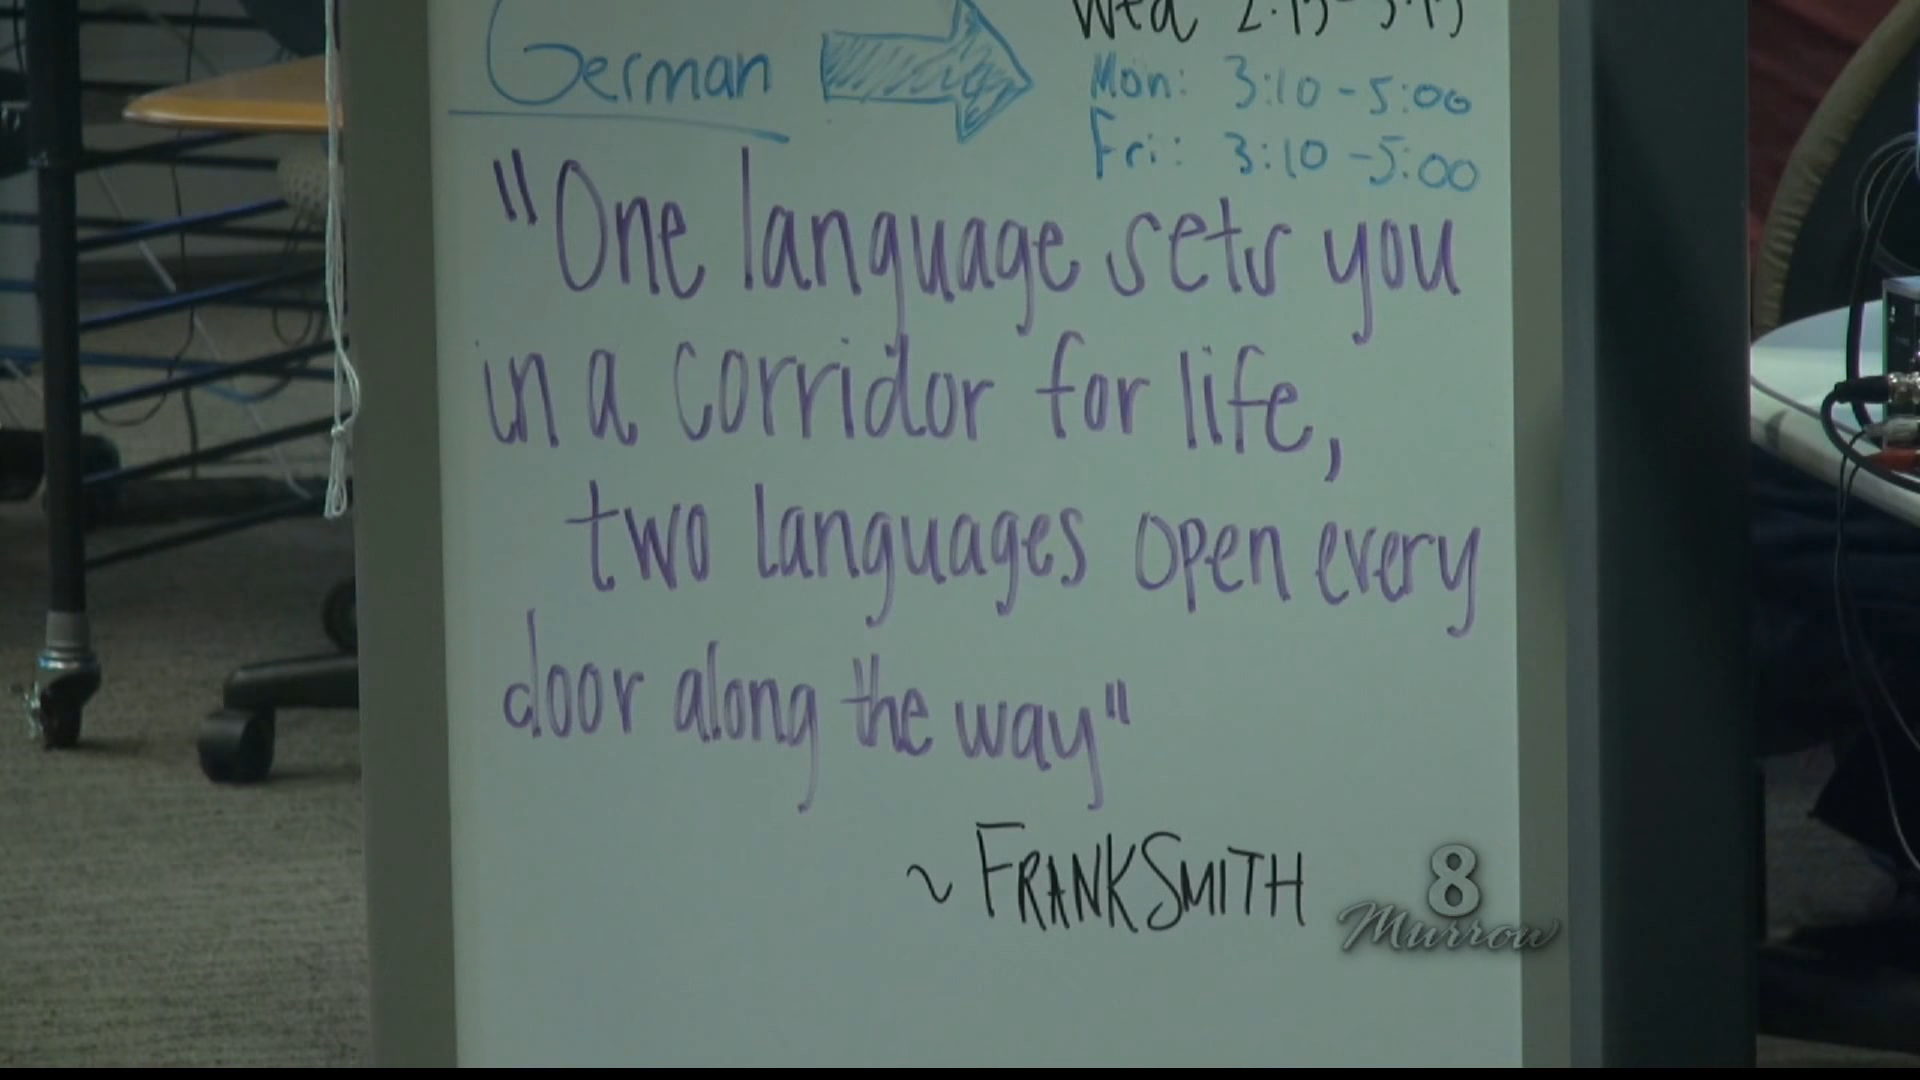 Wed
German
Mon: 3:10-5:00
Fri: 3:10-5:00
"One language sets you
in a corridor for life,
two languages open every
door along the way"
~ FRANK SMITH
8
Murrow